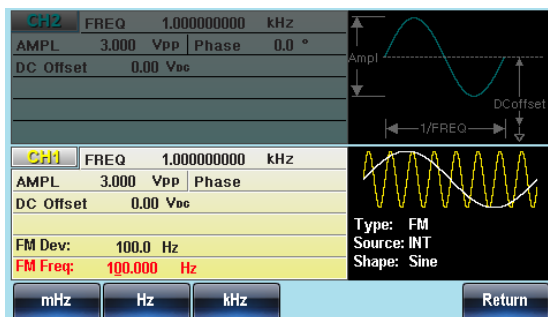 CH2 FREQ 1.000000000 kHz
AMPL 3.000 Vpp Phase 0.0 °
DC Offset 0.00 VDC
Ampl
DCoffset
1/FREQ
CH1 FREQ 1.000000000 kHz
AMPL 3.000 Vpp Phase
DC Offset 0.00 VDC
Type: FM
Source: INT
Shape: Sine
FM Dev: 100.0 Hz
FM Freq: 100.000 Hz
mHz Hz kHz Return